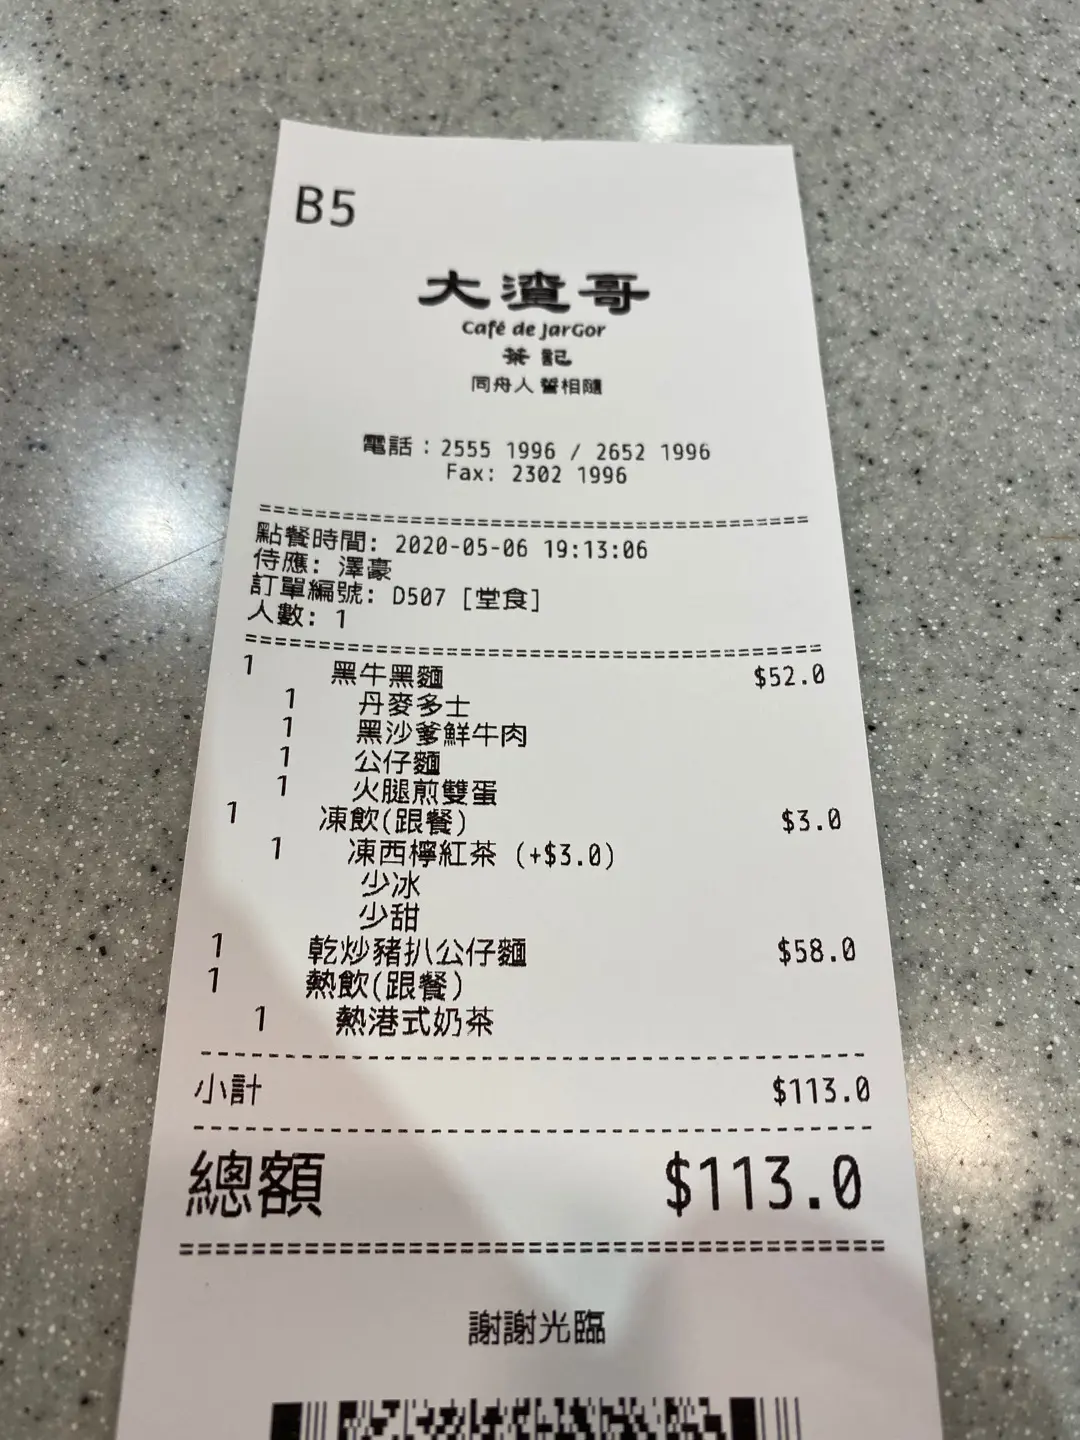 B5
大渣哥
Café de JarGor
茶記
同舟人 誓相隨
電話：2555 1996 / 2652 1996
Fax: 2302 1996
點餐時間: 2020-05-06 19:13:06
侍應: 澤豪
訂單編號: D507 [堂食]
人數: 1
1 黑牛黑麵 $52.0
1 丹麥多士
1 黑沙爹鮮牛肉
1 公仔麵
1 火腿煎雙蛋
1 凍飲(跟餐) $3.0
1 凍西檸紅茶 (+$3.0)
少冰
少甜
1 乾炒豬扒公仔麵 $58.0
1 熱飲(跟餐)
1 熱港式奶茶
小計 $113.0
總額 $113.0
謝謝光臨